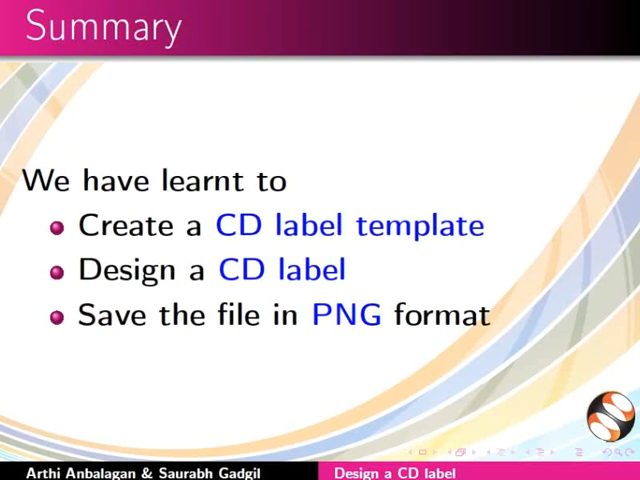 Summary
We have learnt to
Create a CD label template
Design a CD label
Save the file in PNG format
Arthi Anbalagan & Saurabh Gadgil
Design a CD label